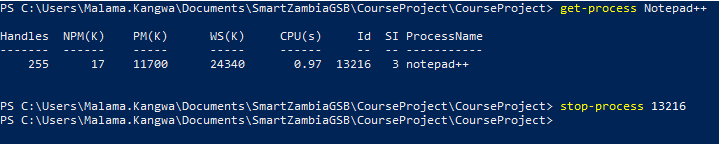 PS C:\Users\Malama.Kangwa\Documents\SmartZambiaGSB\CourseProject\CourseProject> get-process Notepad++
Handles  NPM(K)    PM(K)      WS(K)     CPU(s)     Id  SI ProcessName
-------  ------    -----      -----     ------     --  -- -----------
    255      17    11700      24340       0.97  13216   3 notepad++
PS C:\Users\Malama.Kangwa\Documents\SmartZambiaGSB\CourseProject\CourseProject> stop-process 13216
PS C:\Users\Malama.Kangwa\Documents\SmartZambiaGSB\CourseProject\CourseProject>